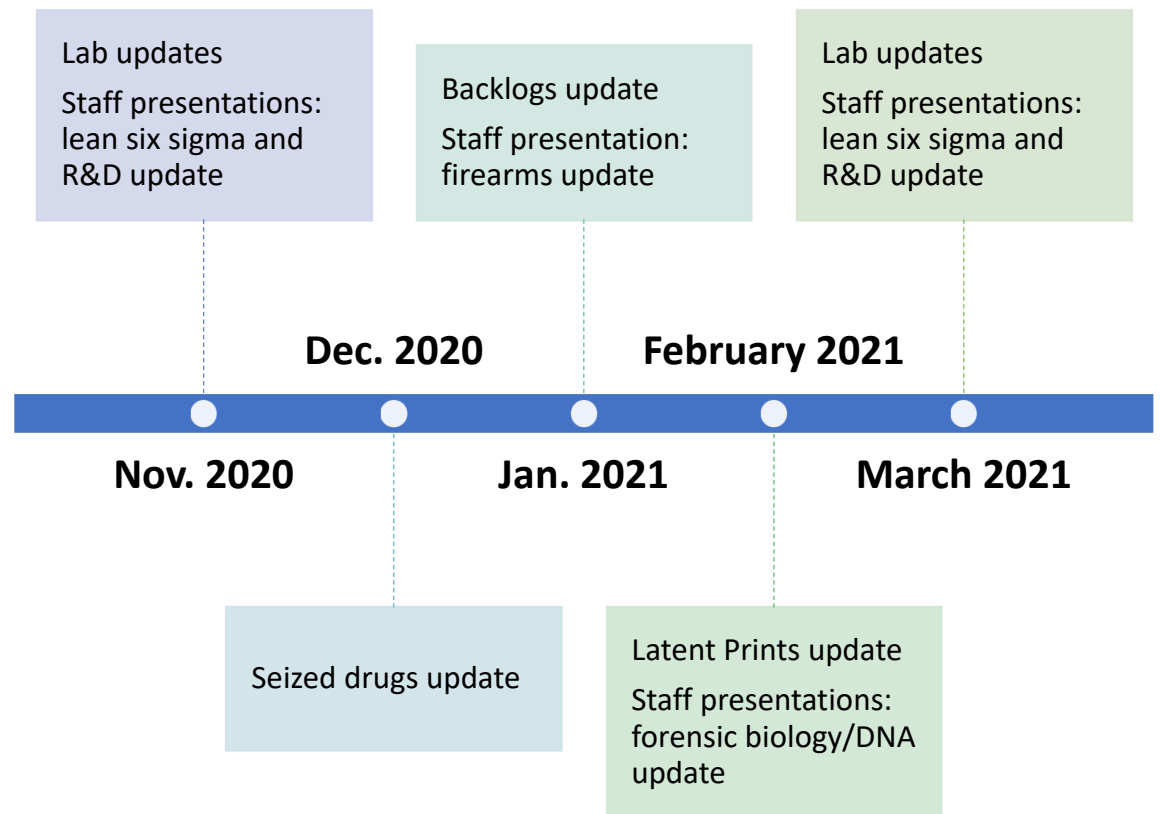 Lab updates
Staff presentations:
lean six sigma and
R&D update
Backlogs update
Staff presentation:
firearms update
Lab updates
Staff presentations:
lean six sigma and
R&D update
Dec. 2020
February 2021
Nov. 2020
Jan. 2021
March 2021
Seized drugs update
Latent Prints update
Staff presentations:
forensic biology/DNA
update